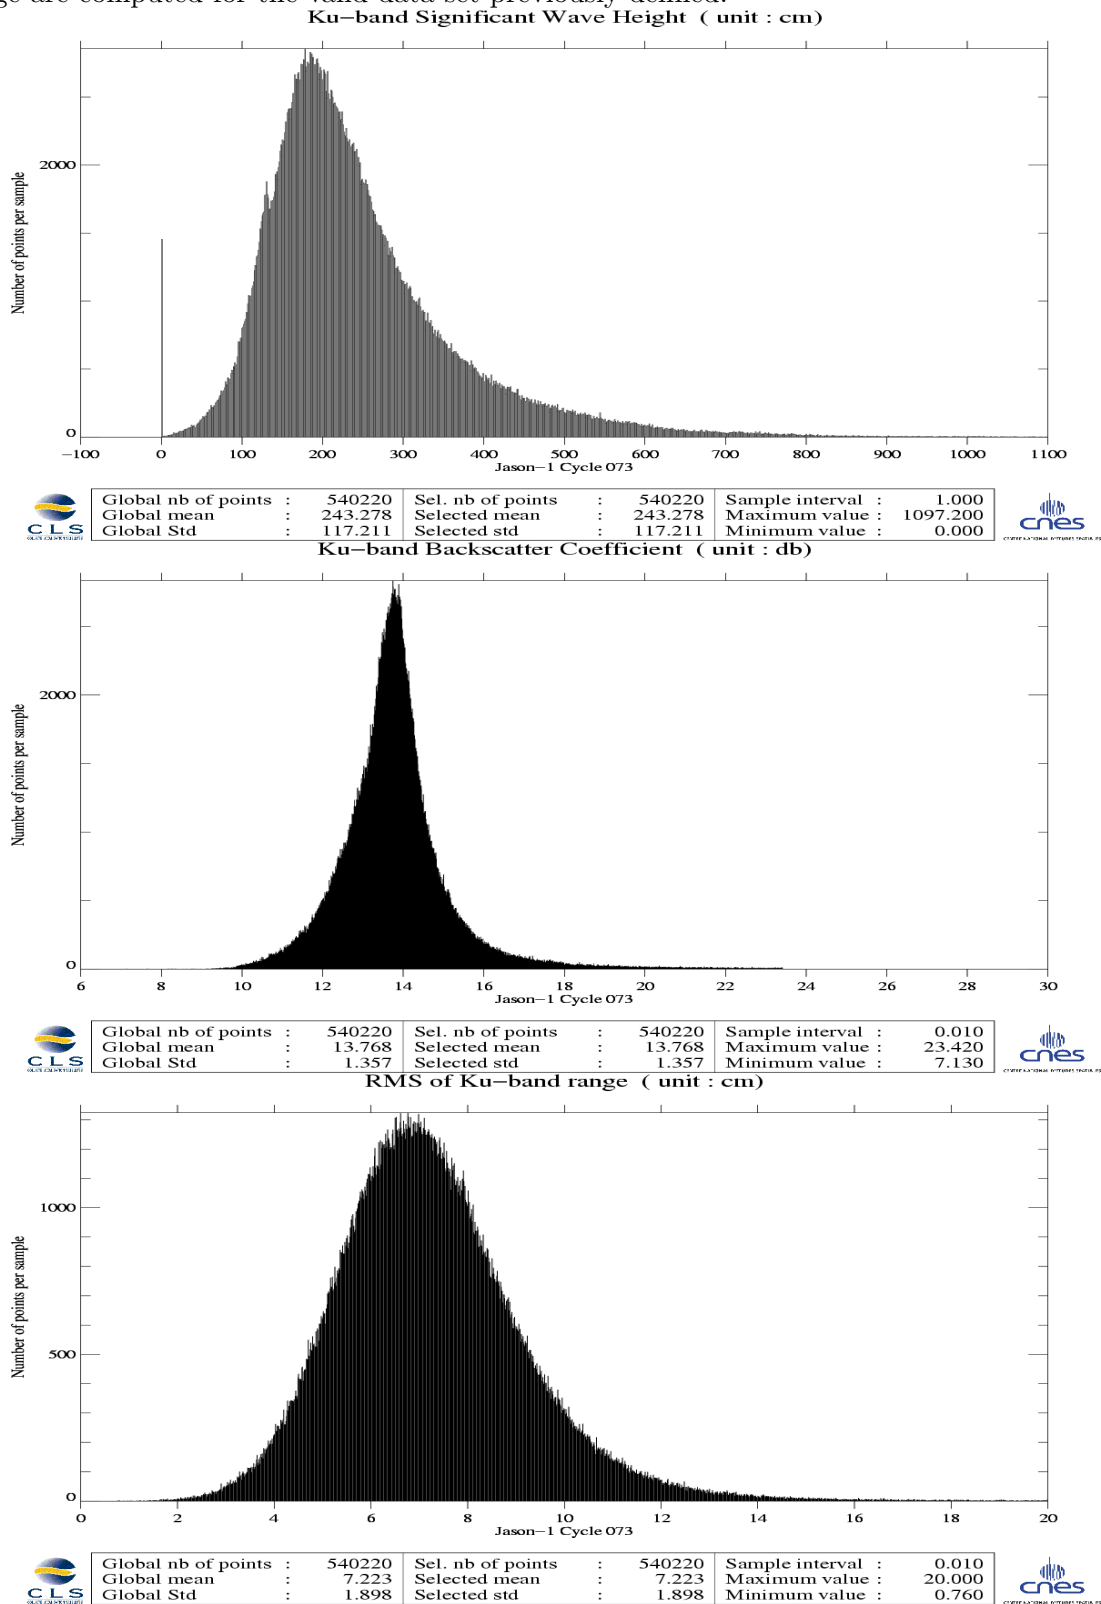 ge are computed for the valid data set previously defined.
Ku−band Significant Wave Height ( unit : cm)
Number of points per sample
2000
0
−100 0 100 200 300 400 500 600 700 800 900 1000 1100
Jason−1 Cycle 073
CLS
Global nb of points : 540220 Sel. nb of points : 540220 Sample interval : 1.000
Global mean : 243.278 Selected mean : 243.278 Maximum value : 1097.200
Global Std : 117.211 Selected std : 117.211 Minimum value : 0.000
cnes
Ku−band Backscatter Coefficient ( unit : db)
Number of points per sample
2000
0
6 8 10 12 14 16 18 20 22 24 26 28 30
Jason−1 Cycle 073
CLS
Global nb of points : 540220 Sel. nb of points : 540220 Sample interval : 0.010
Global mean : 13.768 Selected mean : 13.768 Maximum value : 23.420
Global Std : 1.357 Selected std : 1.357 Minimum value : 7.130
cnes
RMS of Ku−band range ( unit : cm)
Number of points per sample
1000
500
0
0 2 4 6 8 10 12 14 16 18 20
Jason−1 Cycle 073
CLS
Global nb of points : 540220 Sel. nb of points : 540220 Sample interval : 0.010
Global mean : 7.223 Selected mean : 7.223 Maximum value : 20.000
Global Std : 1.898 Selected std : 1.898 Minimum value : 0.760
cnes